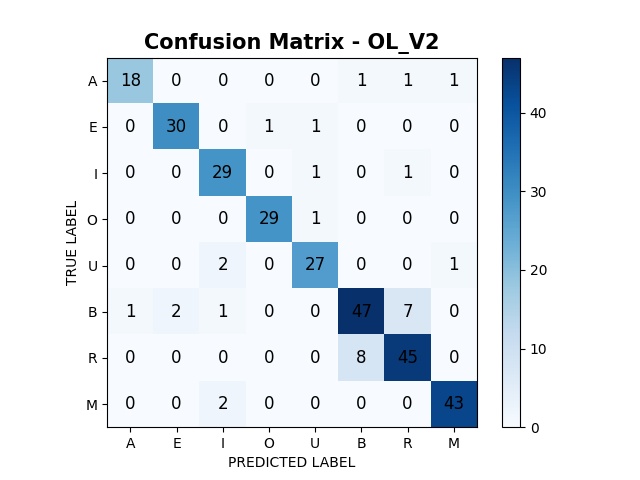 Confusion Matrix - OL_V2
TRUE LABEL
A 18 0 0 0 0 1 1 1
E 0 30 0 1 1 0 0 0
I 0 0 29 0 1 0 1 0
O 0 0 0 29 1 0 0 0
U 0 0 2 0 27 0 0 1
B 1 2 1 0 0 47 7 0
R 0 0 0 0 0 8 45 0
M 0 0 2 0 0 0 0 43
A E I O U B R M
PREDICTED LABEL
40
30
20
10
0